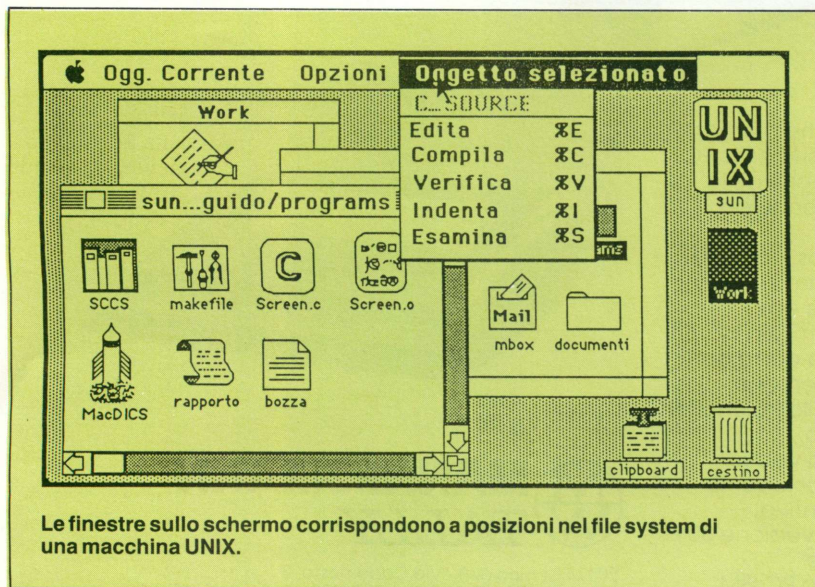 Ogg. Corrente Opzioni Oggetto selezionato
C_SOURCE
Edita ⌘E
Compila ⌘C
Verifica ⌘V
Indenta ⌘I
Esamina ⌘S
Work
sun...guido/programs
SCCS makefile Screen.c Screen.o
MacDICS rapporto bozza
C
Mail
mbox documenti
UN
IX
sun
Work
clipboard cestino
Le finestre sullo schermo corrispondono a posizioni nel file system di
una macchina UNIX.